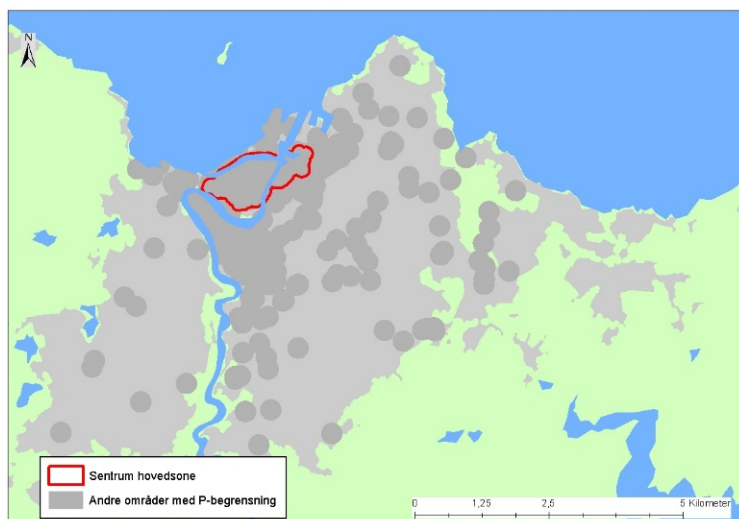 N
Sentrum hovedsone
Andre områder med P-begrensning
0 1,25 2,5 5 Kilometer